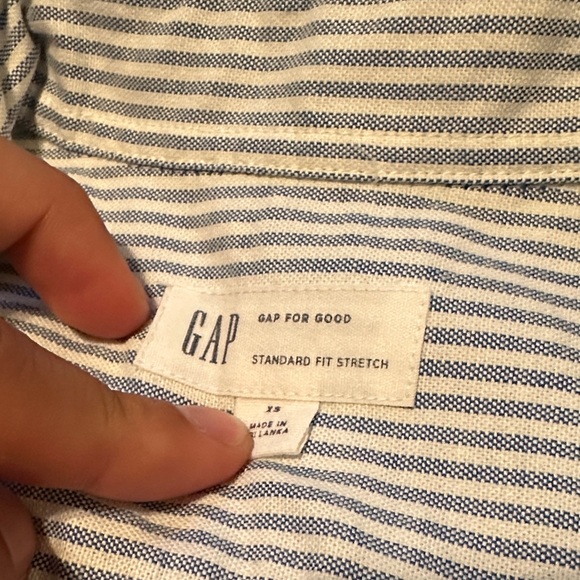 GAP
GAP FOR GOOD
STANDARD FIT STRETCH
XS
MADE IN
LANKA